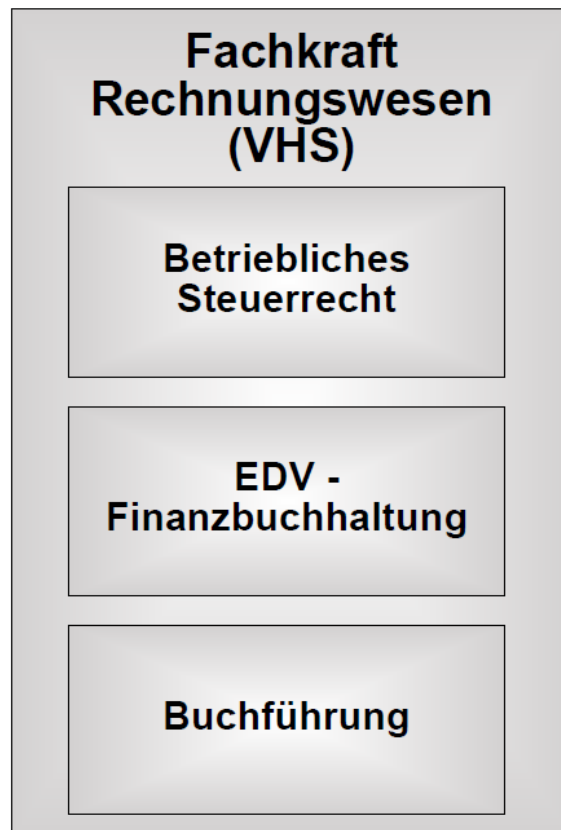 Fachkraft
Rechnungswesen
(VHS)
Betriebliches
Steuerrecht
EDV -
Finanzbuchhaltung
Buchführung